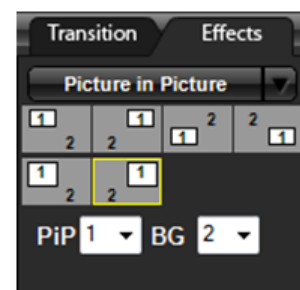 Transition Effects
Picture in Picture
1 2 2 1 1 2 2 1
1 2 2 1
PiP 1 BG 2